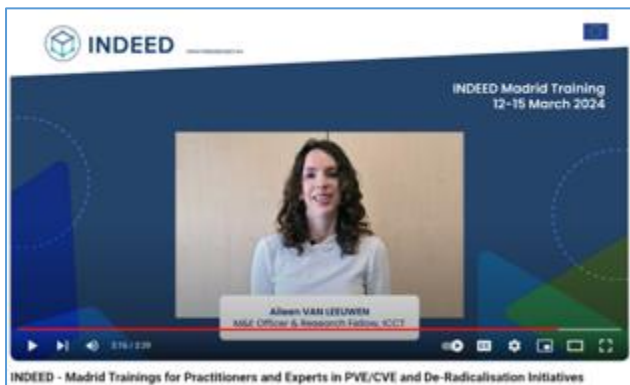 INDEED
INDEED Madrid Training
12-15 March 2024
Aileen VAN LEEUWEN
M&E Officer & Research Fellow, ICCT
INDEED - Madrid Trainings for Practitioners and Experts in PVE/CVE and De-Radicalisation Initiatives